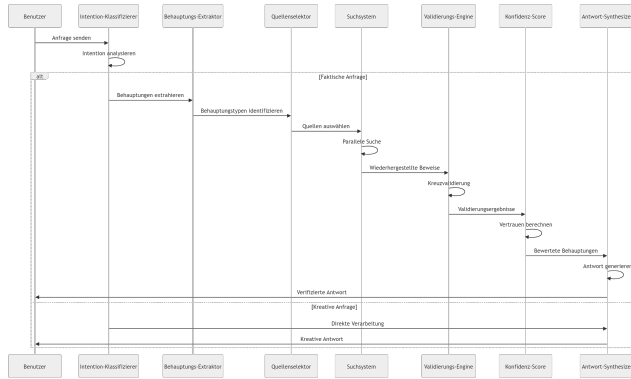 Benutzer
Intention-Klassifizierer
Behauptungs-Extraktor
Quellenselektor
Suchsystem
Validierungs-Engine
Konfidenz-Score
Antwort-Synthesize
Anfrage senden
Intention analysieren
alt
[Faktische Anfrage]
Behauptungen extrahieren
Behauptungstypen identifizieren
Quellen auswählen
Parallele Suche
Wiederhergestellte Beweise
Kreuzvalidierung
Validierungsergebnisse
Vertrauen berechnen
Bewertete Behauptungen
Antwort generieren
Verifizierte Antwort
[Kreative Anfrage]
Direkte Verarbeitung
Kreative Antwort
Benutzer
Intention-Klassifizierer
Behauptungs-Extraktor
Quellenselektor
Suchsystem
Validierungs-Engine
Konfidenz-Score
Antwort-Synthesize